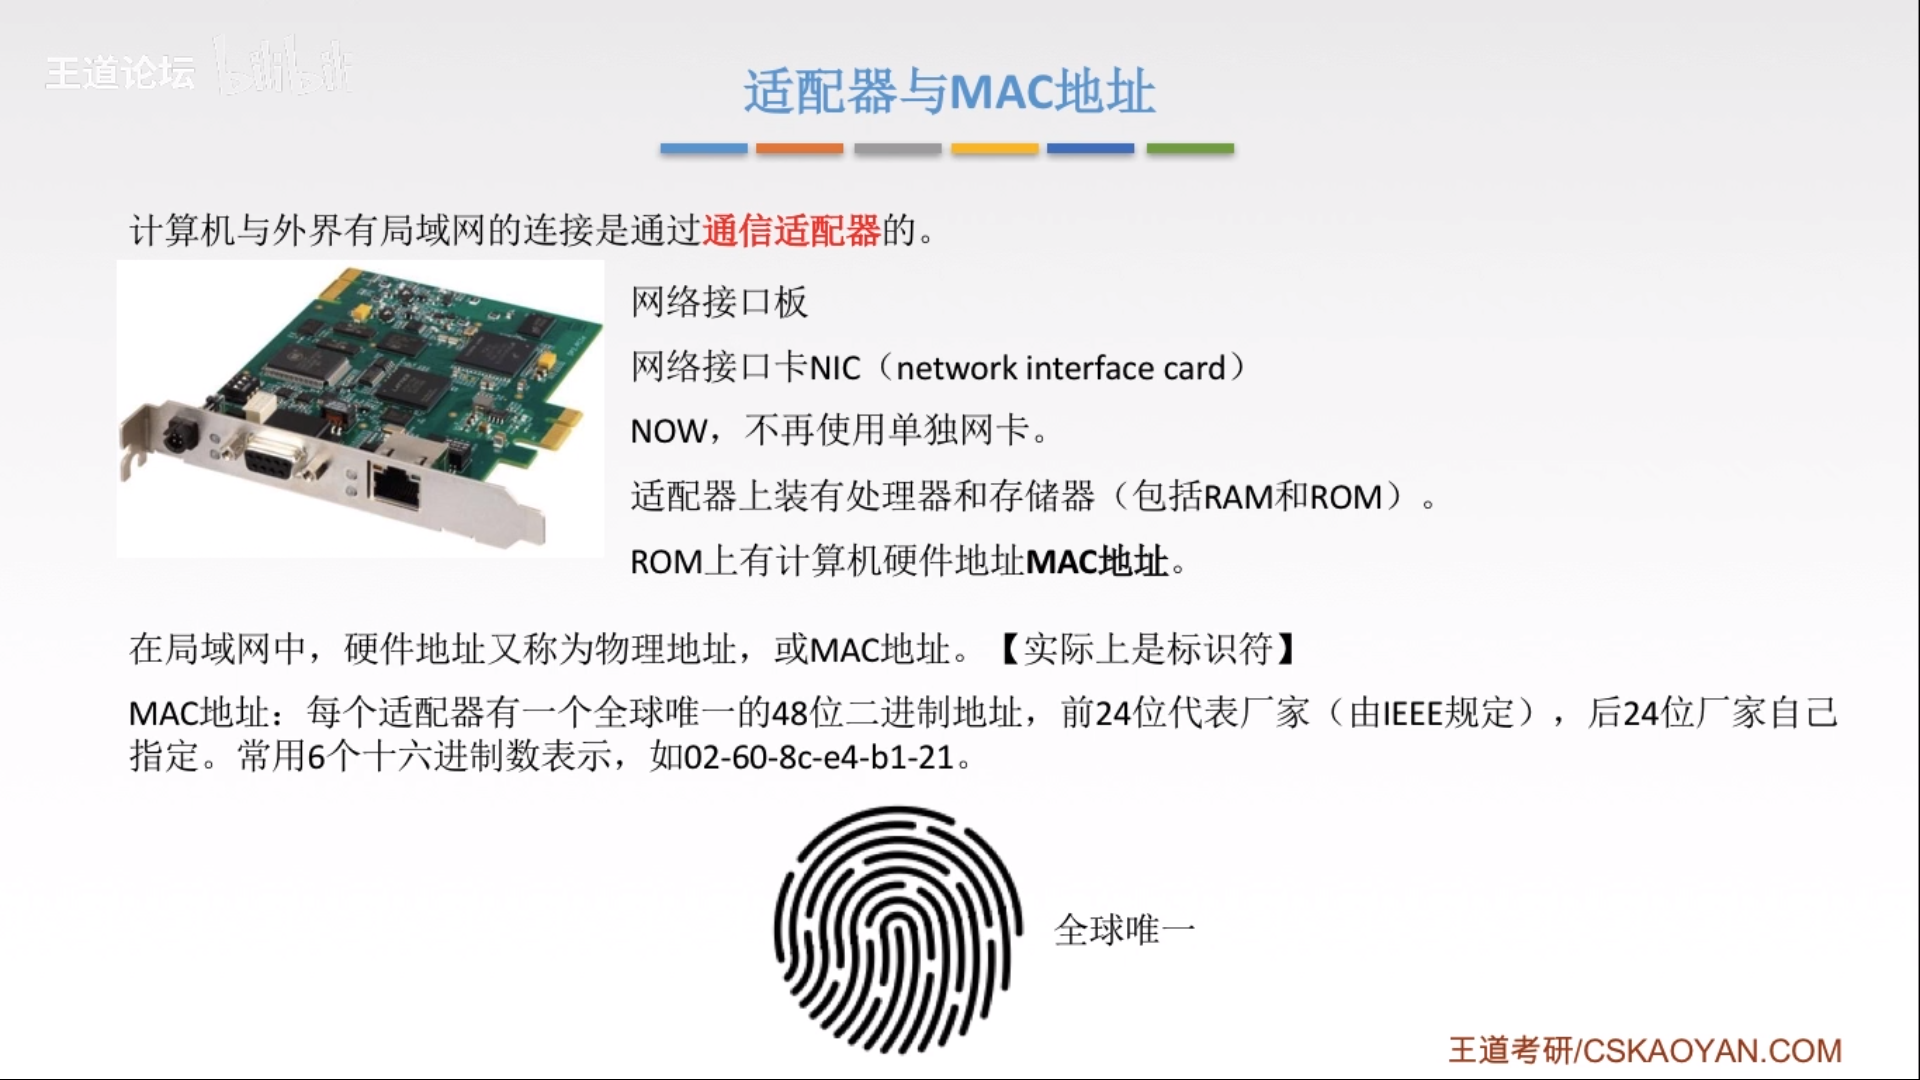 王道论坛 bilibili
适配器与MAC地址
计算机与外界有局域网的连接是通过通信适配器的。
网络接口板
网络接口卡NIC（network interface card）
NOW，不再使用单独网卡。
适配器上装有处理器和存储器（包括RAM和ROM）。
ROM上有计算机硬件地址MAC地址。
在局域网中，硬件地址又称为物理地址，或MAC地址。【实际上是标识符】
MAC地址：每个适配器有一个全球唯一的48位二进制地址，前24位代表厂家（由IEEE规定），后24位厂家自己
指定。常用6个十六进制数表示，如02-60-8c-e4-b1-21。
全球唯一
王道考研/CSKAOYAN.COM